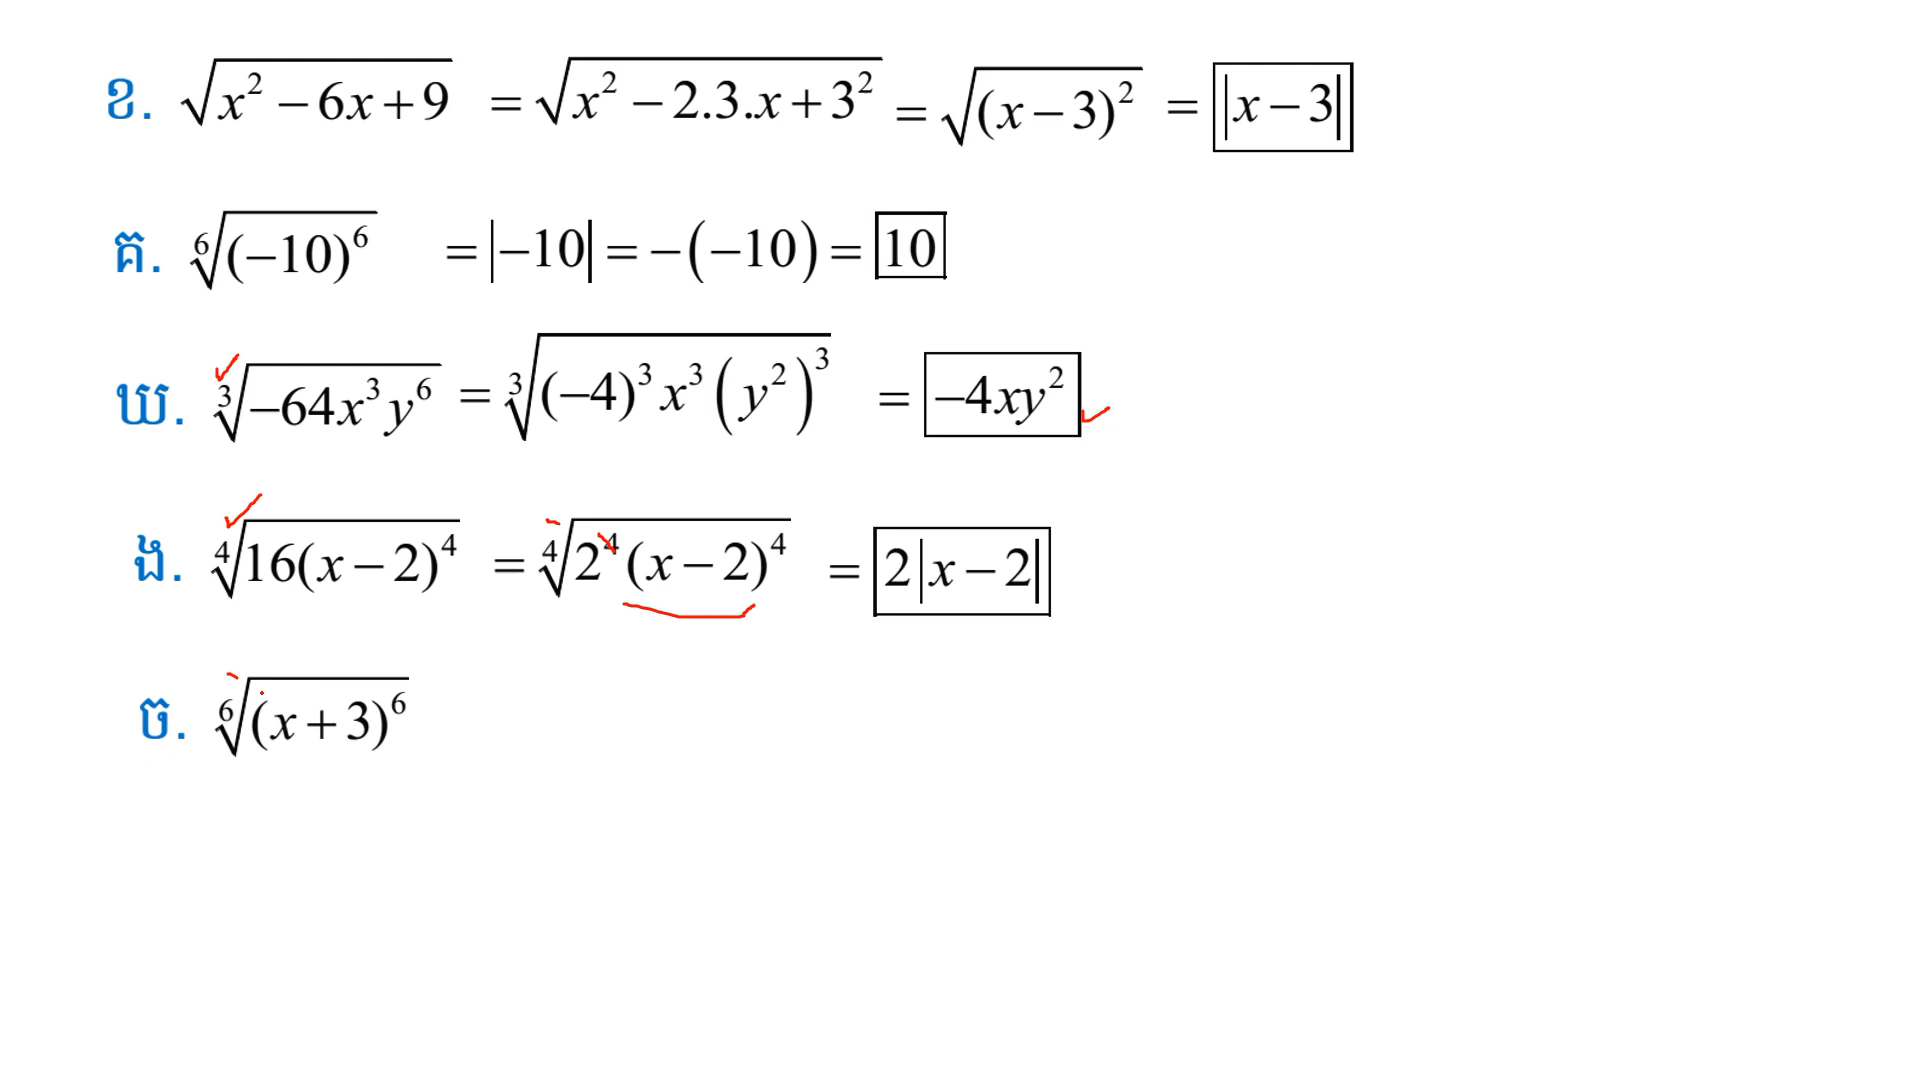 ខ. √(x² − 6x + 9) = √(x² − 2.3.x + 3²) = √((x − 3)²) = |x − 3|
គ. ⁶√((−10)⁶) = |−10| = −(−10) = 10
ឃ. ³√(−64x³y⁶) = ³√((−4)³x³(y²)³) = −4xy²
ង. ⁴√(16(x − 2)⁴) = ⁴√(2⁴(x − 2)⁴) = 2|x − 2|
ច. ⁶√((x + 3)⁶)